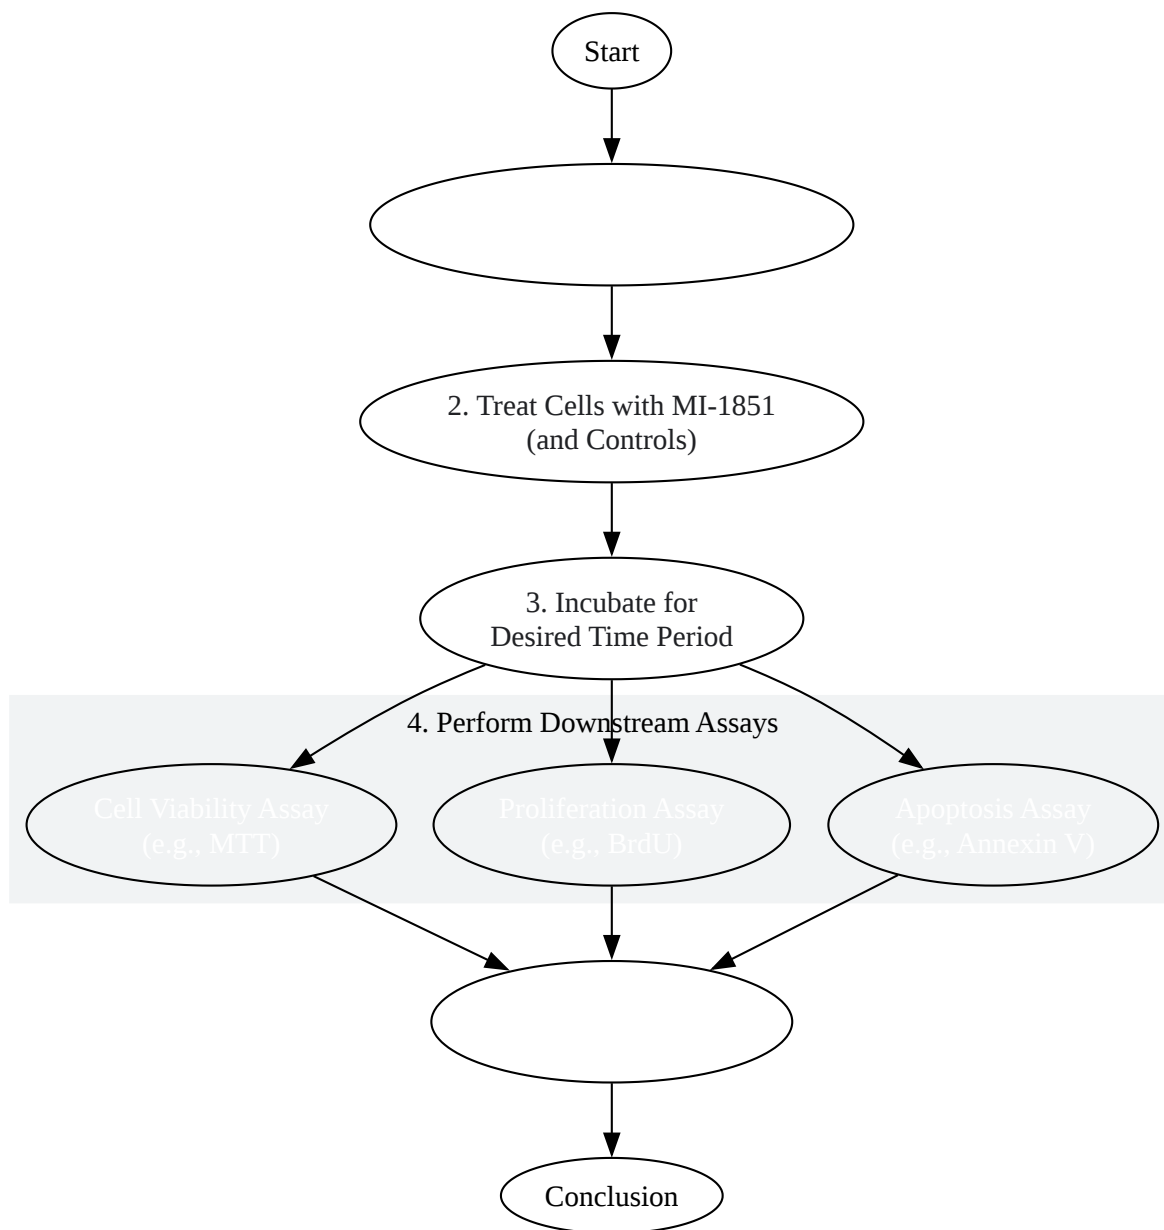 Start
2. Treat Cells with MI-1851
(and Controls)
3. Incubate for
Desired Time Period
4. Perform Downstream Assays
Cell Viability Assay
(e.g., MTT)
Proliferation Assay
(e.g., BrdU)
Apoptosis Assay
(e.g., Annexin V)
Conclusion